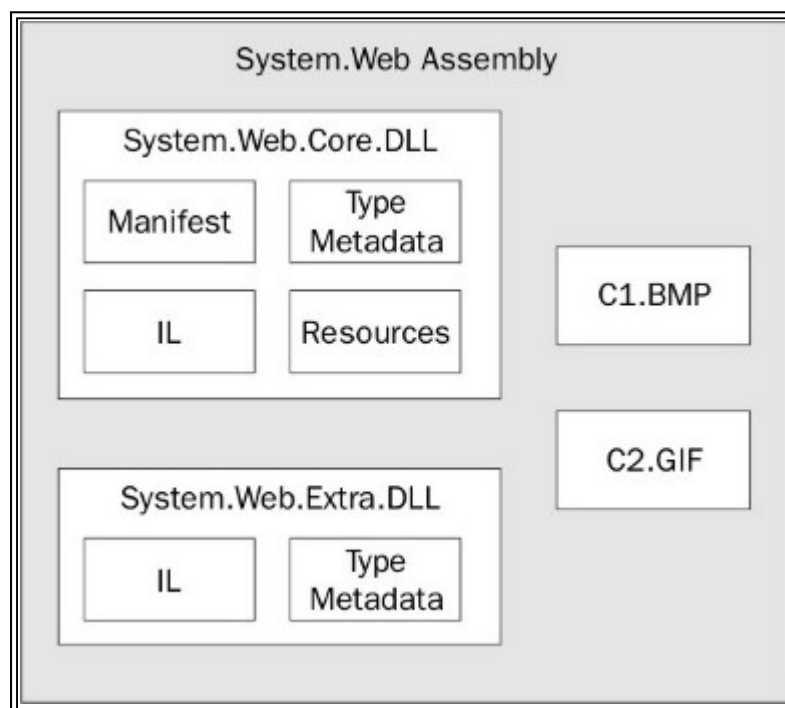 System.Web Assembly
System.Web.Core.DLL
Manifest
Type
Metadata
IL
Resources
C1.BMP
C2.GIF
System.Web.Extra.DLL
IL
Type
Metadata